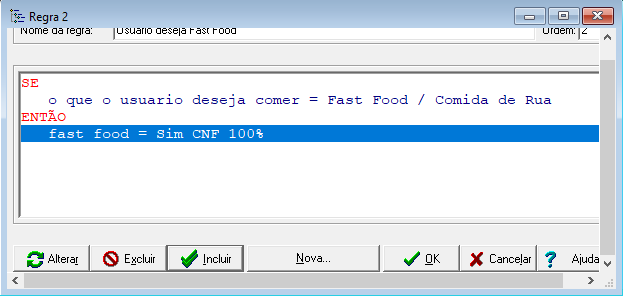 Regra 2
Nome da regra: Usuario deseja Fast Food Ordem: 2
SE
o que o usuario deseja comer = Fast Food / Comida de Rua
ENTÃO
fast food = Sim CNF 100%
Alterar Excluir Incluir Nova... OK Cancelar Ajuda